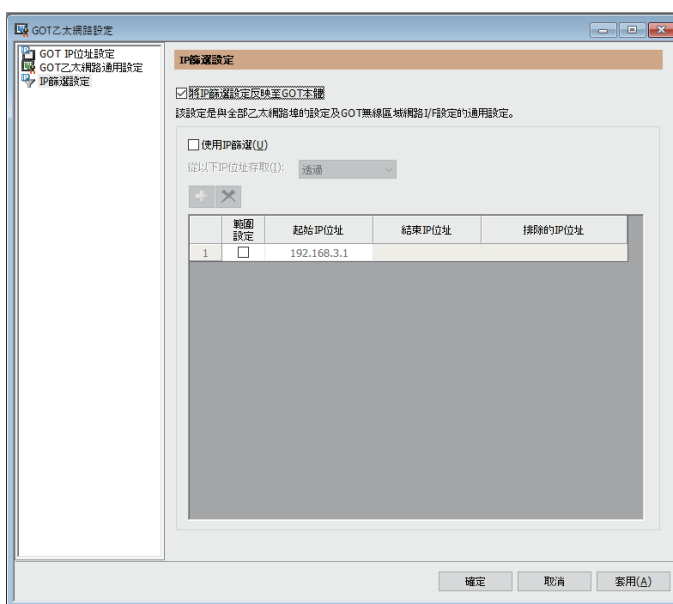 GOT乙太網路設定
GOT IP位址設定
GOT乙太網路通用設定
IP篩選設定
IP篩選設定
將IP篩選設定反映至GOT本體
該設定是與全部乙太網路埠的設定及GOT無線區域網路I/F設定的通用設定。
使用IP篩選(U)
從以下IP位址存取(I): 透過
範圍設定 起始IP位址 結束IP位址 排除的IP位址
1 192.168.3.1
確定 取消 套用(A)